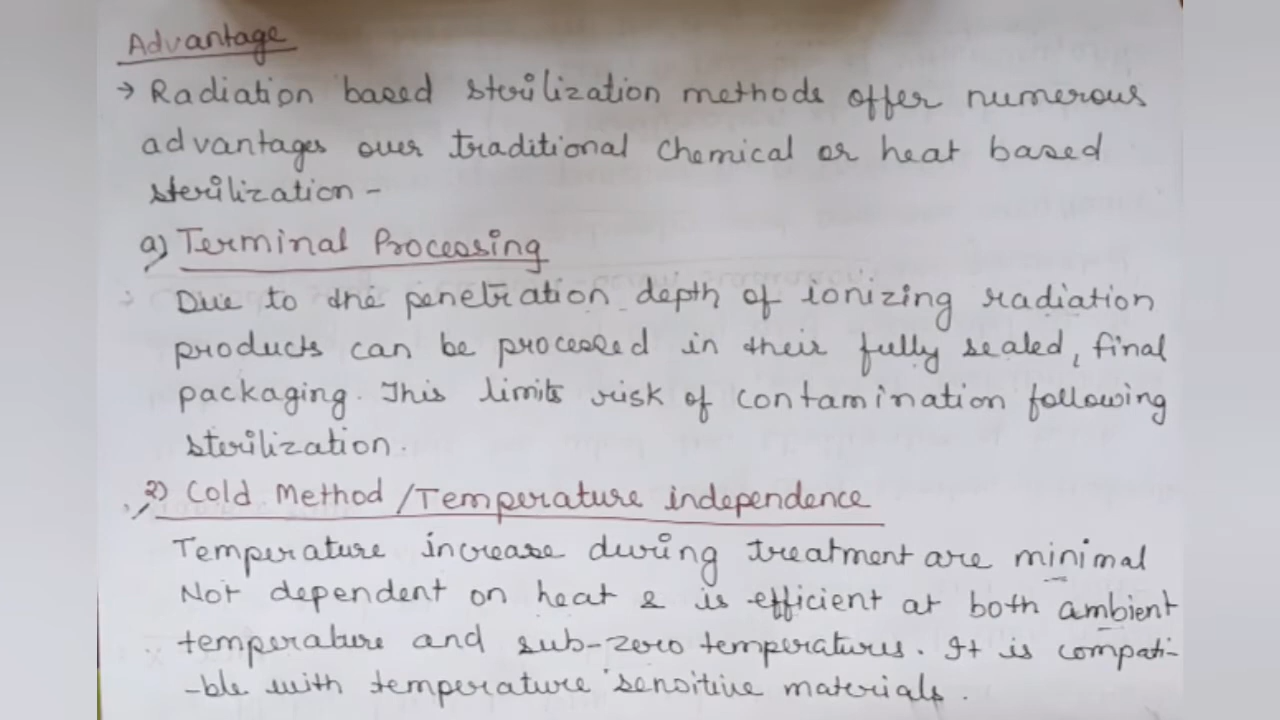 Advantage
→ Radiation based sterilization methods offer numerous
advantages over traditional chemical or heat based
sterilization -
a) Terminal Processing
Due to the penetration depth of ionizing radiation
products can be processed in their fully sealed, final
packaging. This limits risk of contamination following
sterilization.
2) Cold Method / Temperature independence
Temperature increase during treatment are minimal
Not dependent on heat & is efficient at both ambient
temperature and sub-zero temperatures. It is compati-
-ble with temperature sensitive materials.